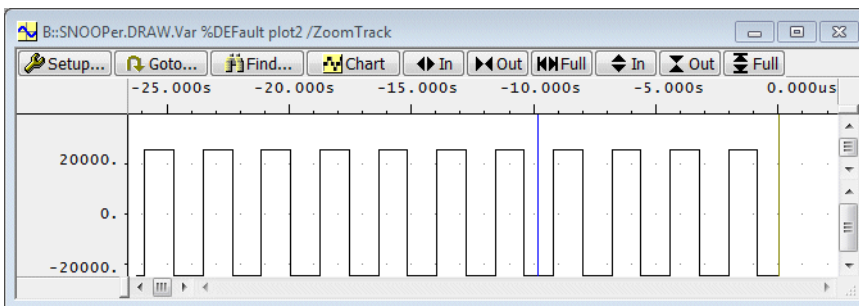 B::SNOOPer.DRAW.Var %DEFault plot2 /ZoomTrack
Setup... Goto... Find... Chart In Out Full In Out Full
-25.000s -20.000s -15.000s -10.000s -5.000s 0.000us
20000.
0.
-20000.